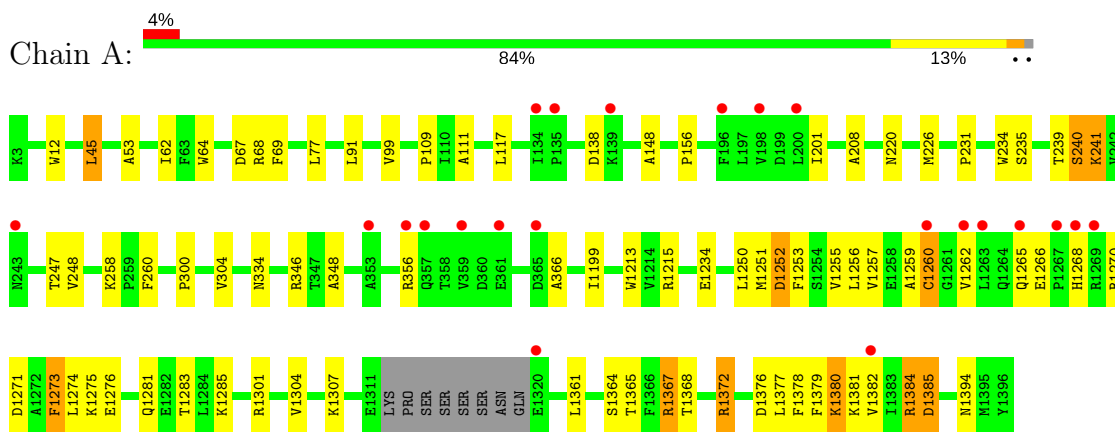 4%
Chain A:
84% 13% ..
K3 W12 L45 A53 I62 F63 W64 D67 R68 F69 L77 L91 V99 P109 I110 A111 L117 I134 P135 D138 K139 A148 P156 F196 L197 V198 D199 L200 I201 A208 N220 M226 P231 W234 S235 T239 S240 K241 V242
N243 T247 V248 K258 P259 F260 P300 V304 N334 R346 T347 A348 A353 R356 Q357 T358 V359 D360 E361 D365 A366 I1199 W1213 V1214 R1215 E1234 L1250 M1251 D1252 F1253 S1254 V1255 L1256 V1257 E1258 A1259 C1260 G1261 V1262 L1263 Q1264 Q1265 E1266 P1267 H1268 R1269 R1270
D1271 A1272 F1273 L1274 K1275 E1276 Q1281 E1282 T1283 L1284 K1285 R1301 V1304 K1307 E1311 LYS PRO SER SER SER SER ASN GLN E1320 L1361 S1364 T1365 F1366 R1367 T1368 R1372 D1376 L1377 F1378 F1379 K1380 K1381 V1382 I1383 R1384 D1385 N1394 M1395 Y1396